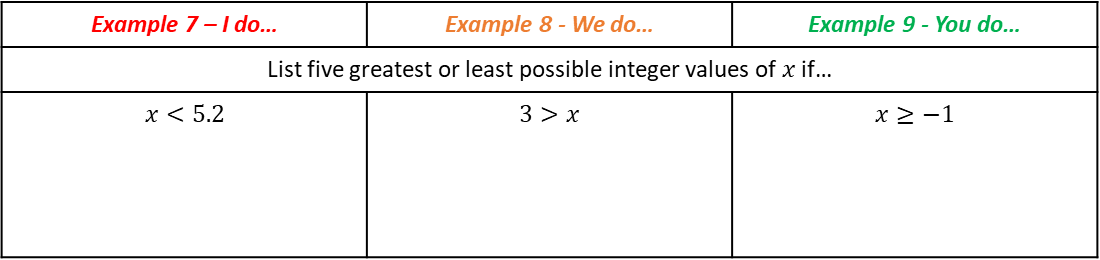 Example 7 – I do...
Example 8 - We do...
Example 9 - You do...
List five greatest or least possible integer values of x if...
x < 5.2
3 > x
x ≥ −1